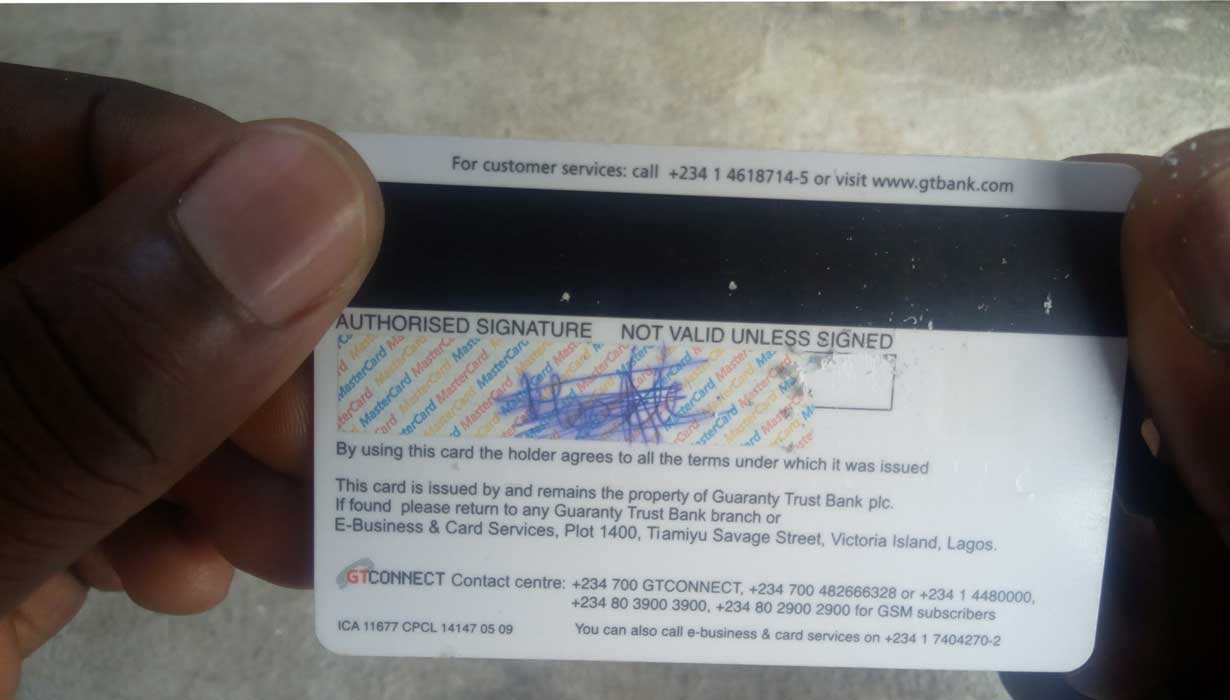 For customer services: call +234 1 4618714-5 or visit www.gtbank.com
AUTHORISED SIGNATURE NOT VALID UNLESS SIGNED
MasterCard MasterCard MasterCard MasterCard MasterCard
By using this card the holder agrees to all the terms under which it was issued
This card is issued by and remains the property of Guaranty Trust Bank plc.
If found please return to any Guaranty Trust Bank branch or
E-Business & Card Services, Plot 1400, Tiamiyu Savage Street, Victoria Island, Lagos.
GTCONNECT Contact centre: +234 700 GTCONNECT, +234 700 482666328 or +234 1 4480000,
+234 80 3900 3900, +234 80 2900 2900 for GSM subscribers
ICA 11677 CPCL 14147 05 09 You can also call e-business & card services on +234 1 7404270-2